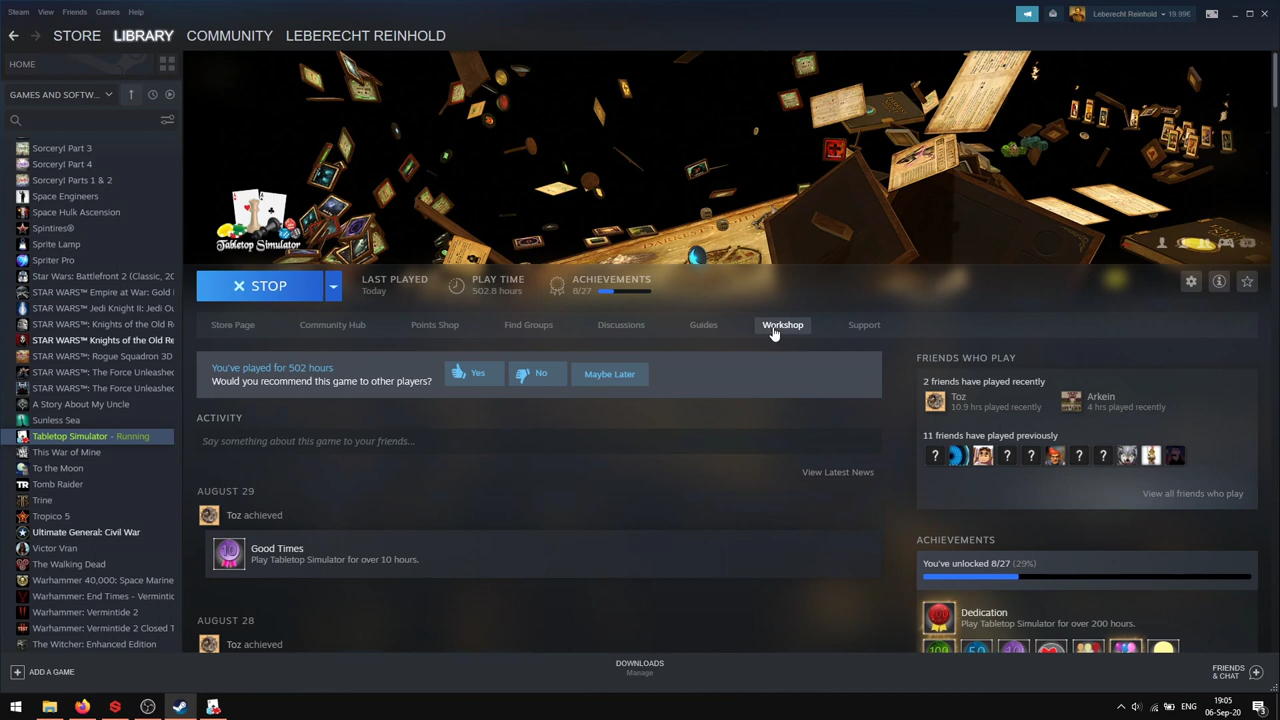 Steam View Friends Games Help
Leberecht Reinhold 19.99€
STORE LIBRARY COMMUNITY LEBERECHT REINHOLD
HOME
GAMES AND SOFTW...
Sorcery! Part 3
Sorcery! Part 4
Sorcery! Parts 1 & 2
Space Engineers
Space Hulk Ascension
Spintires®
Sprite Lamp
Spriter Pro
Star Wars: Battlefront 2 (Classic, 20
STAR WARS™ Empire at War: Gold
STAR WARS™ Jedi Knight II: Jedi Ou
STAR WARS™: Knights of the Old Re
STAR WARS™ Knights of the Old Re
STAR WARS™: Rogue Squadron 3D
STAR WARS™: The Force Unleashed
STAR WARS™: The Force Unleashed
A Story About My Uncle
Sunless Sea
Tabletop Simulator - Running
This War of Mine
To the Moon
Tomb Raider
Trine
Tropico 5
Ultimate General: Civil War
Victor Vran
The Walking Dead
Warhammer 40,000: Space Marine
Warhammer: End Times - Vermintid
Warhammer: Vermintide 2
Warhammer: Vermintide 2 Closed T
The Witcher: Enhanced Edition
ADD A GAME
Tabletop Simulator
STOP
LAST PLAYED
Today
PLAY TIME
502.8 hours
ACHIEVEMENTS
8/27
Store Page Community Hub Points Shop Find Groups Discussions Guides Workshop Support
You've played for 502 hours
Would you recommend this game to other players?
Yes No Maybe Later
ACTIVITY
Say something about this game to your friends...
View Latest News
AUGUST 29
Toz achieved
10
Good Times
Play Tabletop Simulator for over 10 hours.
AUGUST 28
Toz achieved
FRIENDS WHO PLAY
2 friends have played recently
Toz
10.9 hrs played recently
Arkein
4 hrs played recently
11 friends have played previously
? ? ? ? ?
View all friends who play
ACHIEVEMENTS
You've unlocked 8/27 (29%)
Dedication
Play Tabletop Simulator for over 200 hours.
DOWNLOADS
Manage
FRIENDS
& CHAT
ENG
19:05
06-Sep-20